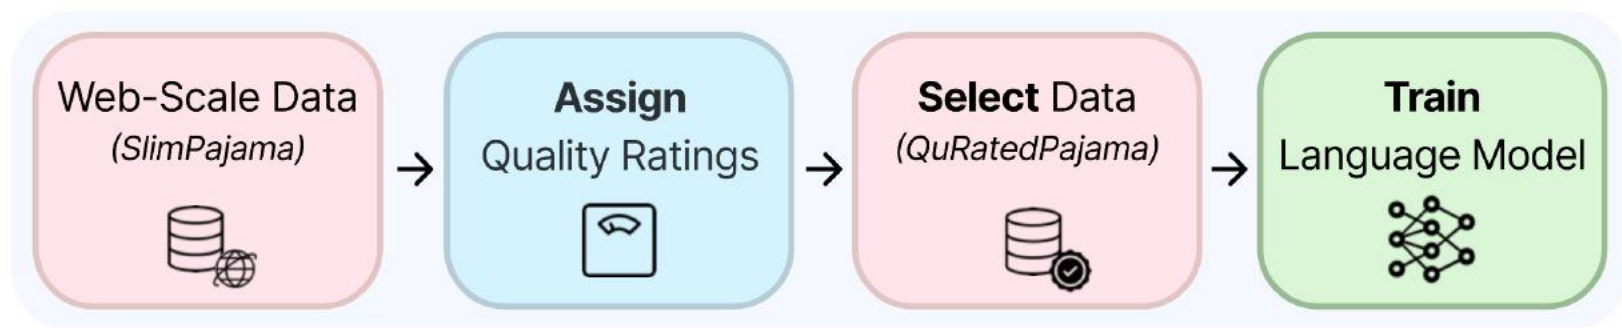 Web-Scale Data
(SlimPajama)
Assign
Quality Ratings
Select Data
(QuRatedPajama)
Train
Language Model